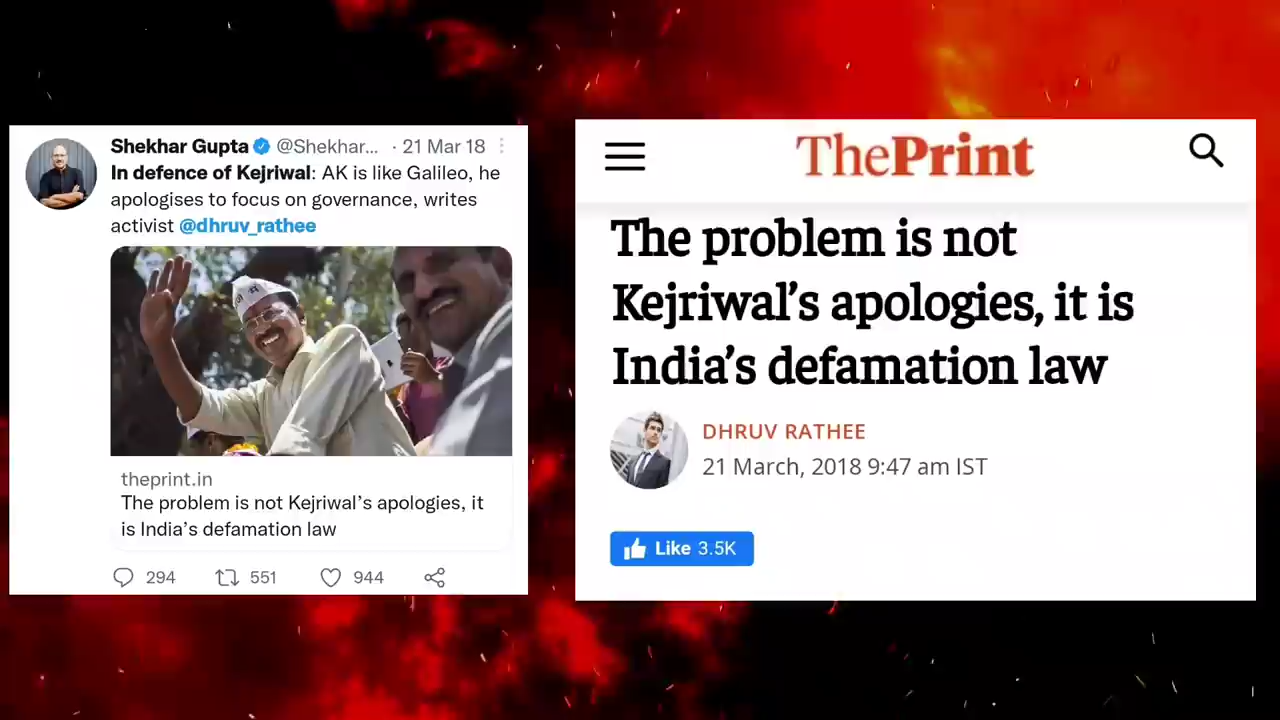 Shekhar Gupta @Shekhar... · 21 Mar 18
In defence of Kejriwal: AK is like Galileo, he
apologises to focus on governance, writes
activist @dhruv_rathee
theprint.in
The problem is not Kejriwal's apologies, it
is India's defamation law
294 551 944
ThePrint
The problem is not
Kejriwal's apologies, it is
India's defamation law
DHRUV RATHEE
21 March, 2018 9:47 am IST
Like 3.5K